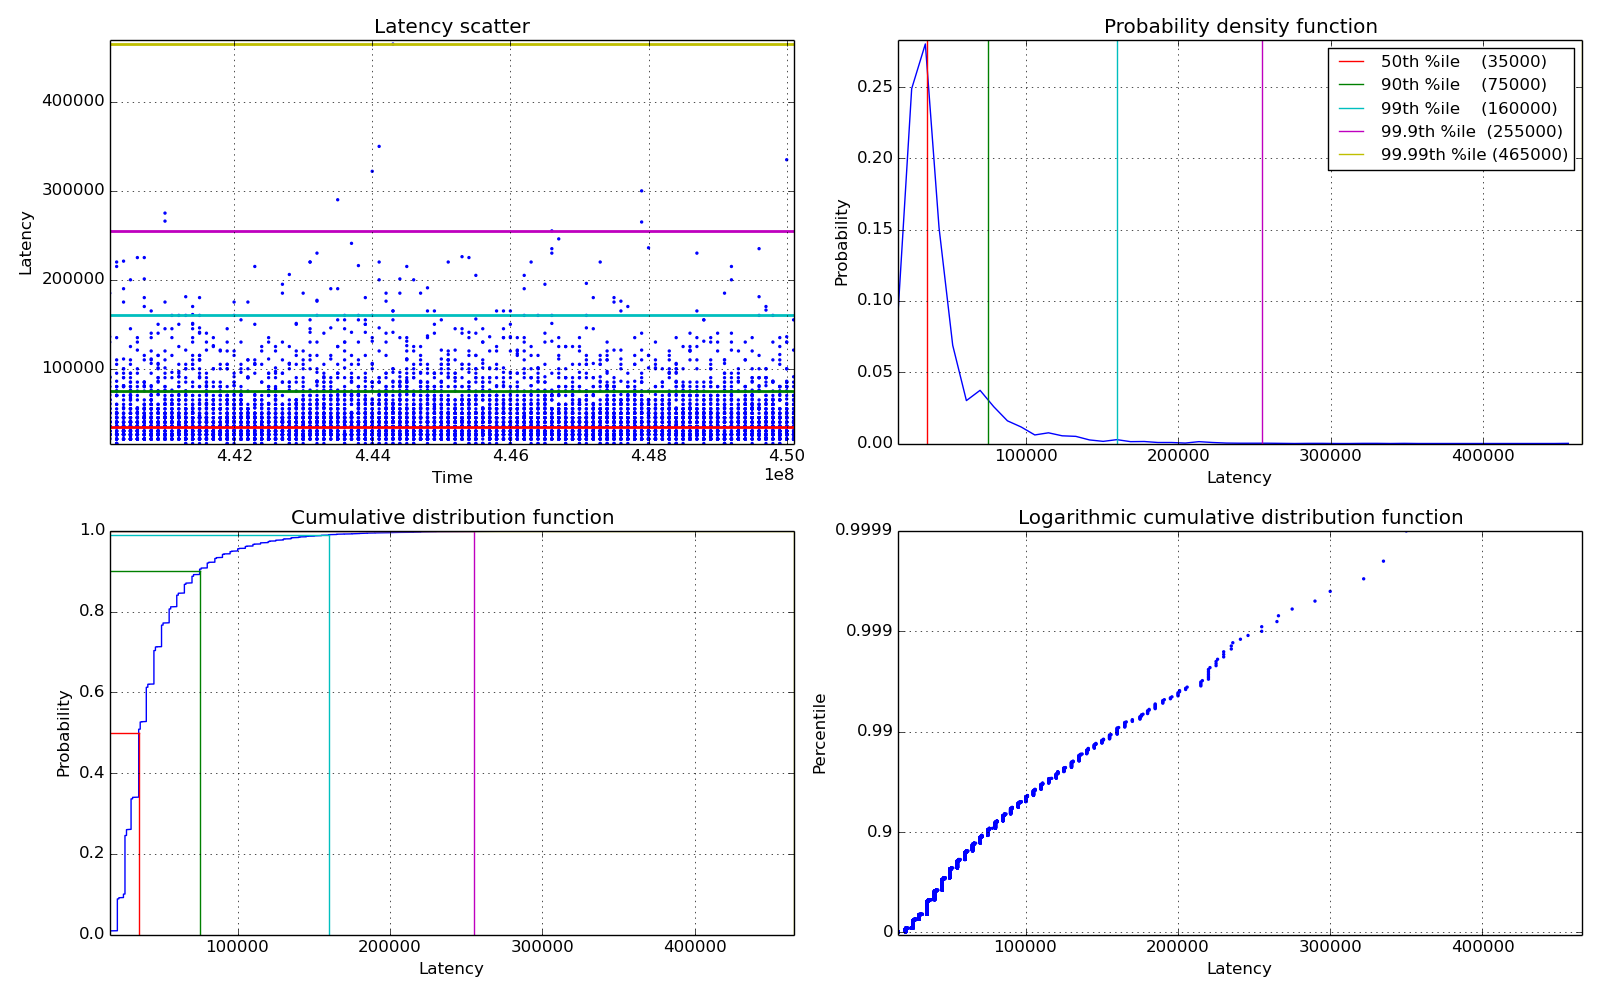 Latency scatter
400000
300000
200000
100000
Latency
4.42
4.44
4.46
4.48
4.50
1e8
Time
Probability density function
50th %ile (35000)
90th %ile (75000)
99th %ile (160000)
99.9th %ile (255000)
99.99th %ile (465000)
0.25
0.20
0.15
0.10
0.05
0.00
Probability
100000
200000
300000
400000
Latency
Cumulative distribution function
1.0
0.8
0.6
0.4
0.2
0.0
Probability
100000
200000
300000
400000
Latency
Logarithmic cumulative distribution function
0.9999
0.999
0.99
0.9
0
Percentile
100000
200000
300000
400000
Latency